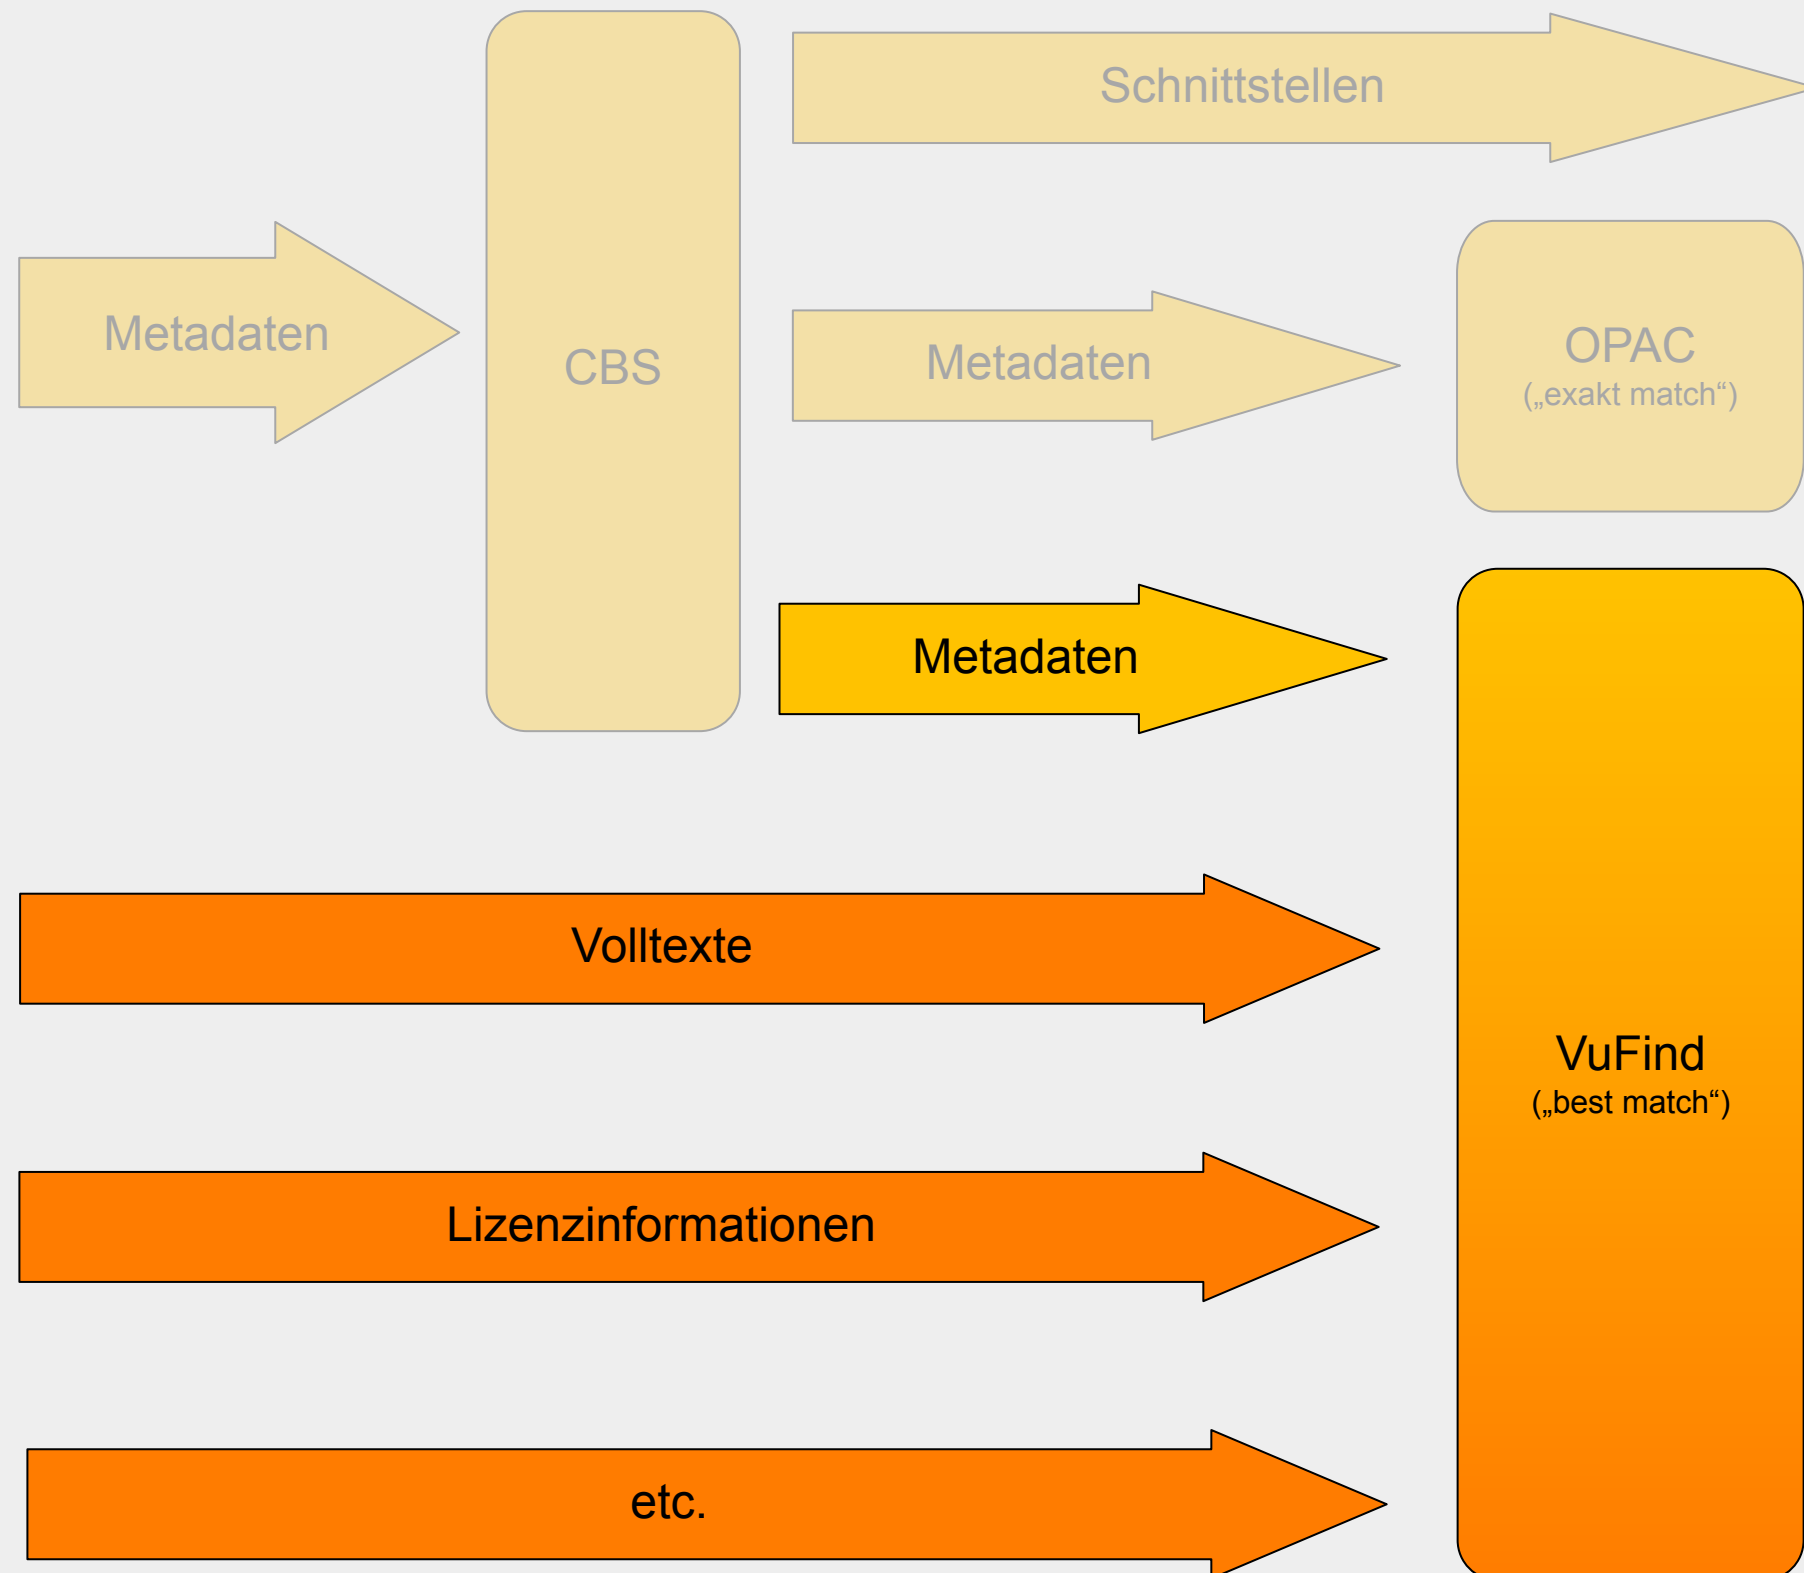 Schnittstellen
Metadaten
CBS
Metadaten
OPAC
(„exakt match“)
Metadaten
Volltexte
VuFind
(„best match“)
Lizenzinformationen
etc.